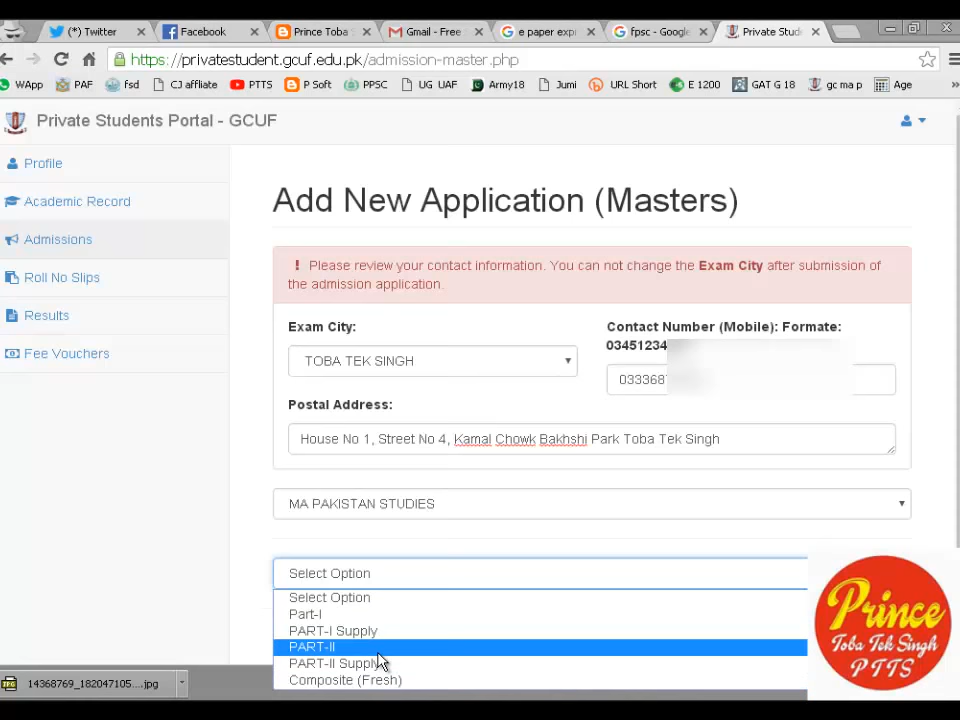 (*) Twitter
Facebook
Prince Toba
Gmail - Free
e paper exp
fpsc - Google
Private Stud
https://privatestudent.gcuf.edu.pk/admission-master.php
WApp
PAF
fsd
CJ affliate
PTTS
P Soft
PPSC
UG UAF
Army18
Jumi
URL Short
E 1200
GAT G 18
gc ma p
Age
»
Private Students Portal - GCUF
Profile
Academic Record
Admissions
Roll No Slips
Results
Fee Vouchers
Add New Application (Masters)
! Please review your contact information. You can not change the Exam City after submission of
the admission application.
Exam City:
Contact Number (Mobile): Formate:
03451234
TOBA TEK SINGH
033368
Postal Address:
House No 1, Street No 4, Kamal Chowk Bakhshi Park Toba Tek Singh
MA PAKISTAN STUDIES
Select Option
Select Option
Part-I
PART-I Supply
PART-II
PART-II Supply
Composite (Fresh)
Prince
Toba Tek Singh
PTTS
14368769_182047105....jpg